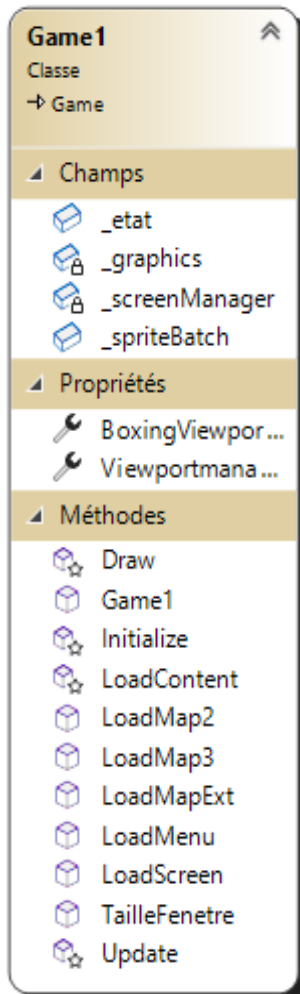 Game1
Classe
Game
Champs
_etat
_graphics
_screenManager
_spriteBatch
Propriétés
BoxingViewpor...
Viewportmana...
Méthodes
Draw
Game1
Initialize
LoadContent
LoadMap2
LoadMap3
LoadMapExt
LoadMenu
LoadScreen
TailleFenetre
Update